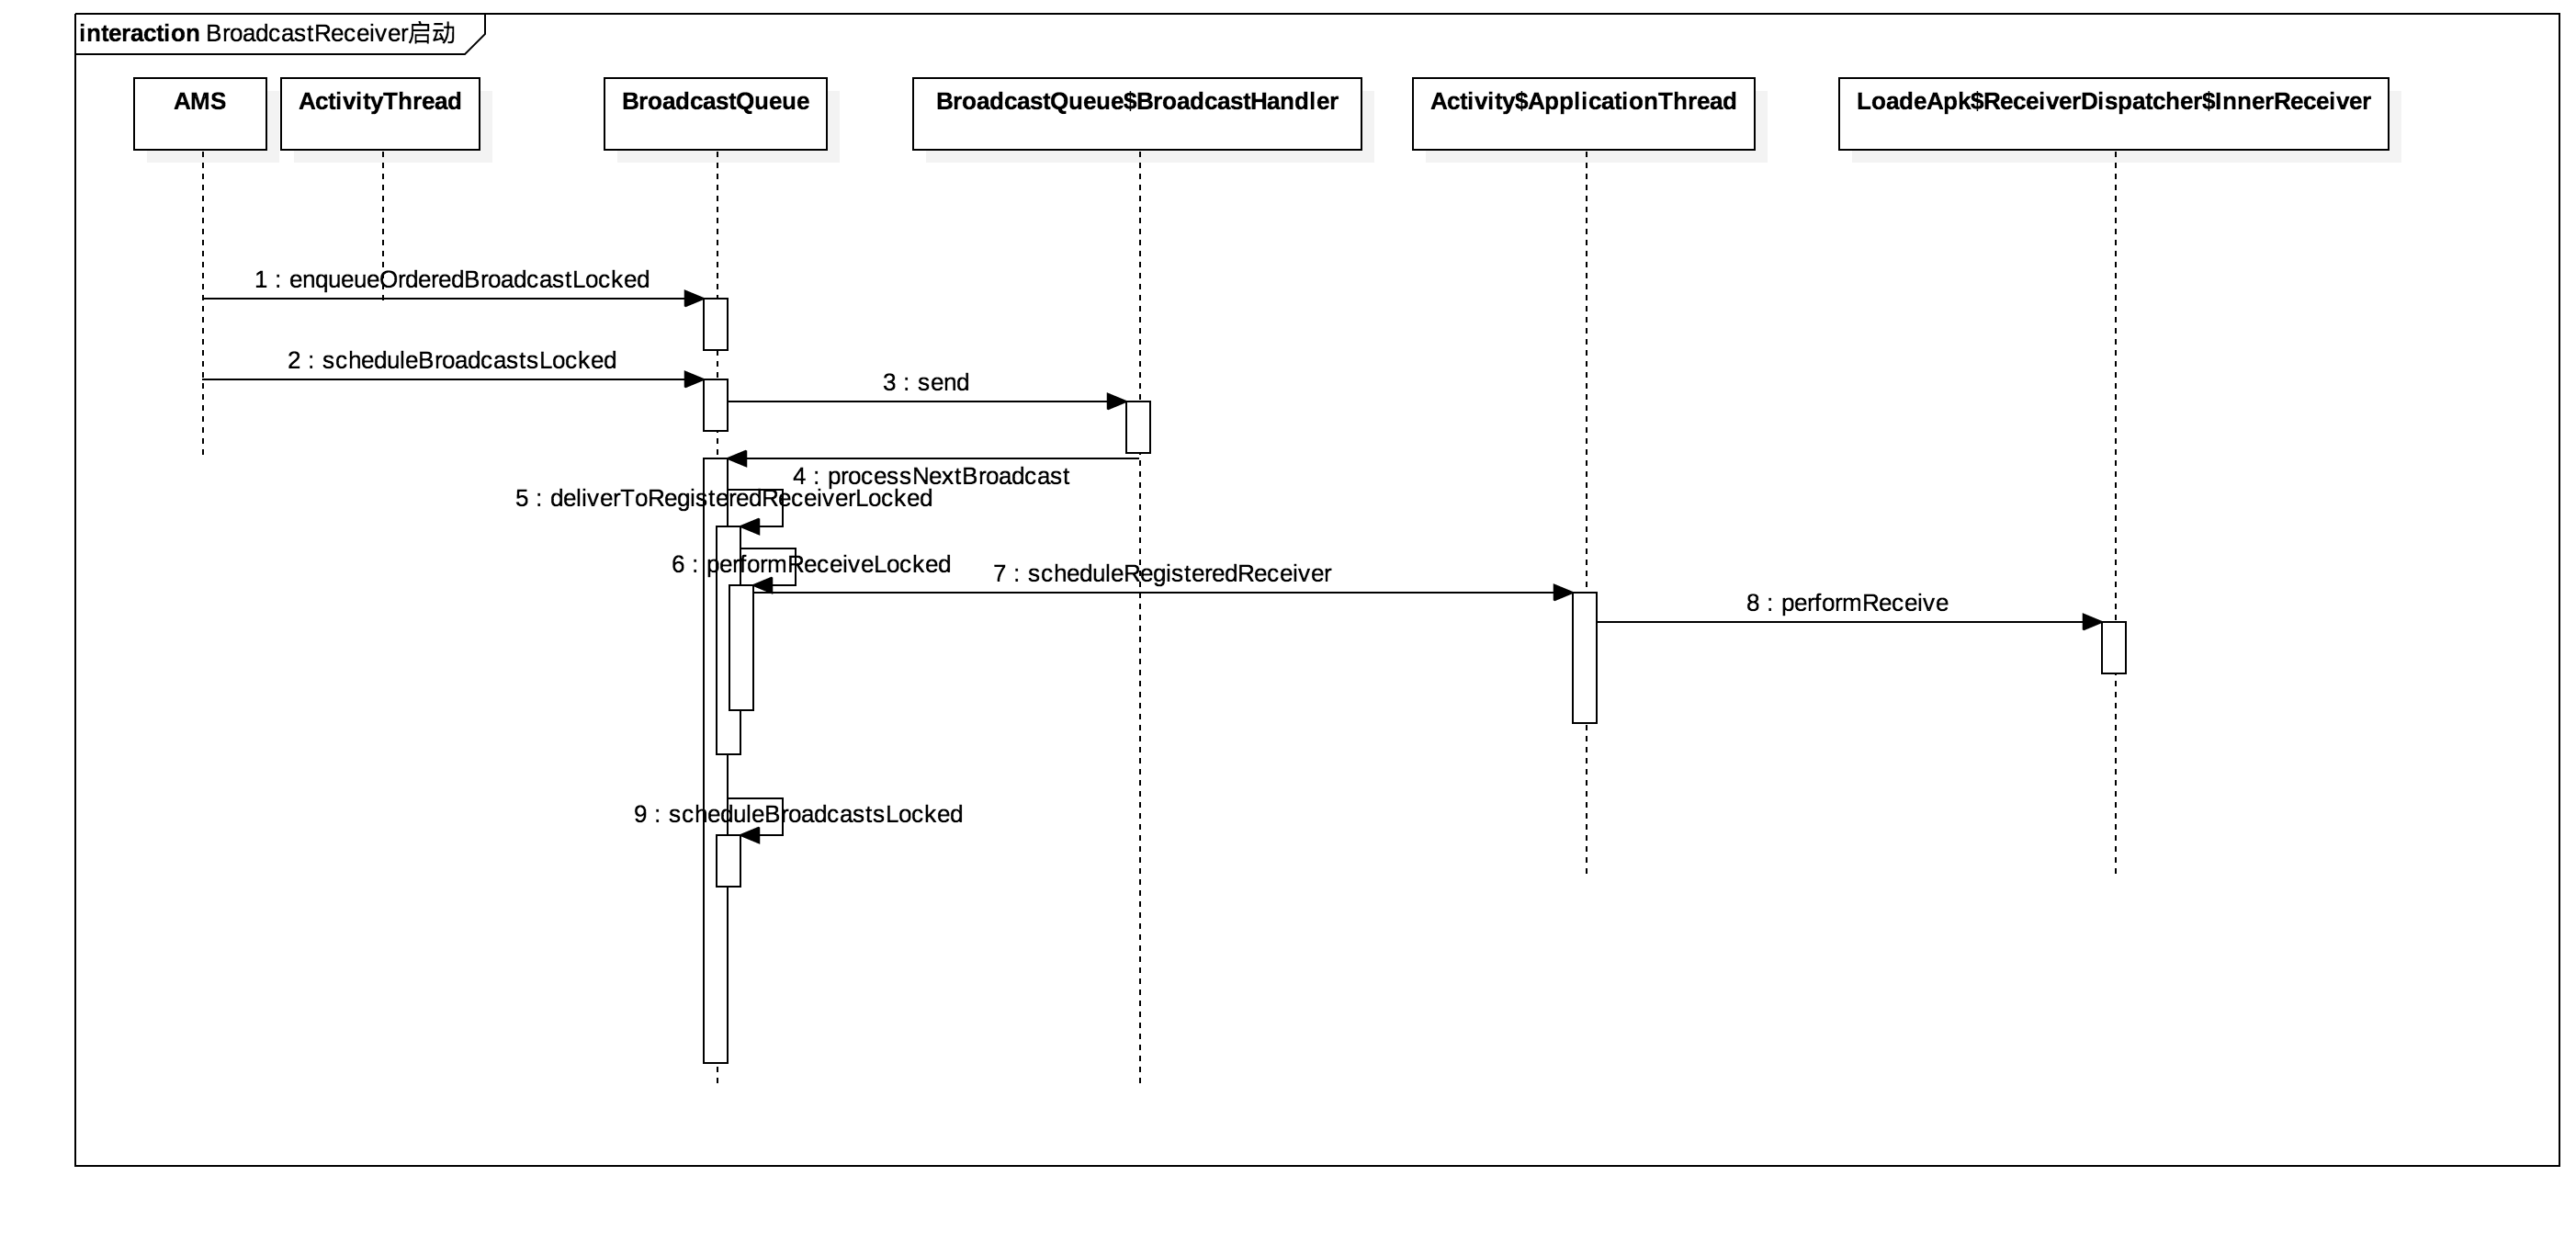 interaction BroadcastReceiver启动
AMS
ActivityThread
BroadcastQueue
BroadcastQueue$BroadcastHandler
Activity$ApplicationThread
LoadeApk$ReceiverDispatcher$InnerReceiver
1 : enqueueOrderedBroadcastLocked
2 : scheduleBroadcastsLocked
3 : send
4 : processNextBroadcast
5 : deliverToRegisteredReceiverLocked
6 : performReceiveLocked
7 : scheduleRegisteredReceiver
8 : performReceive
9 : scheduleBroadcastsLocked